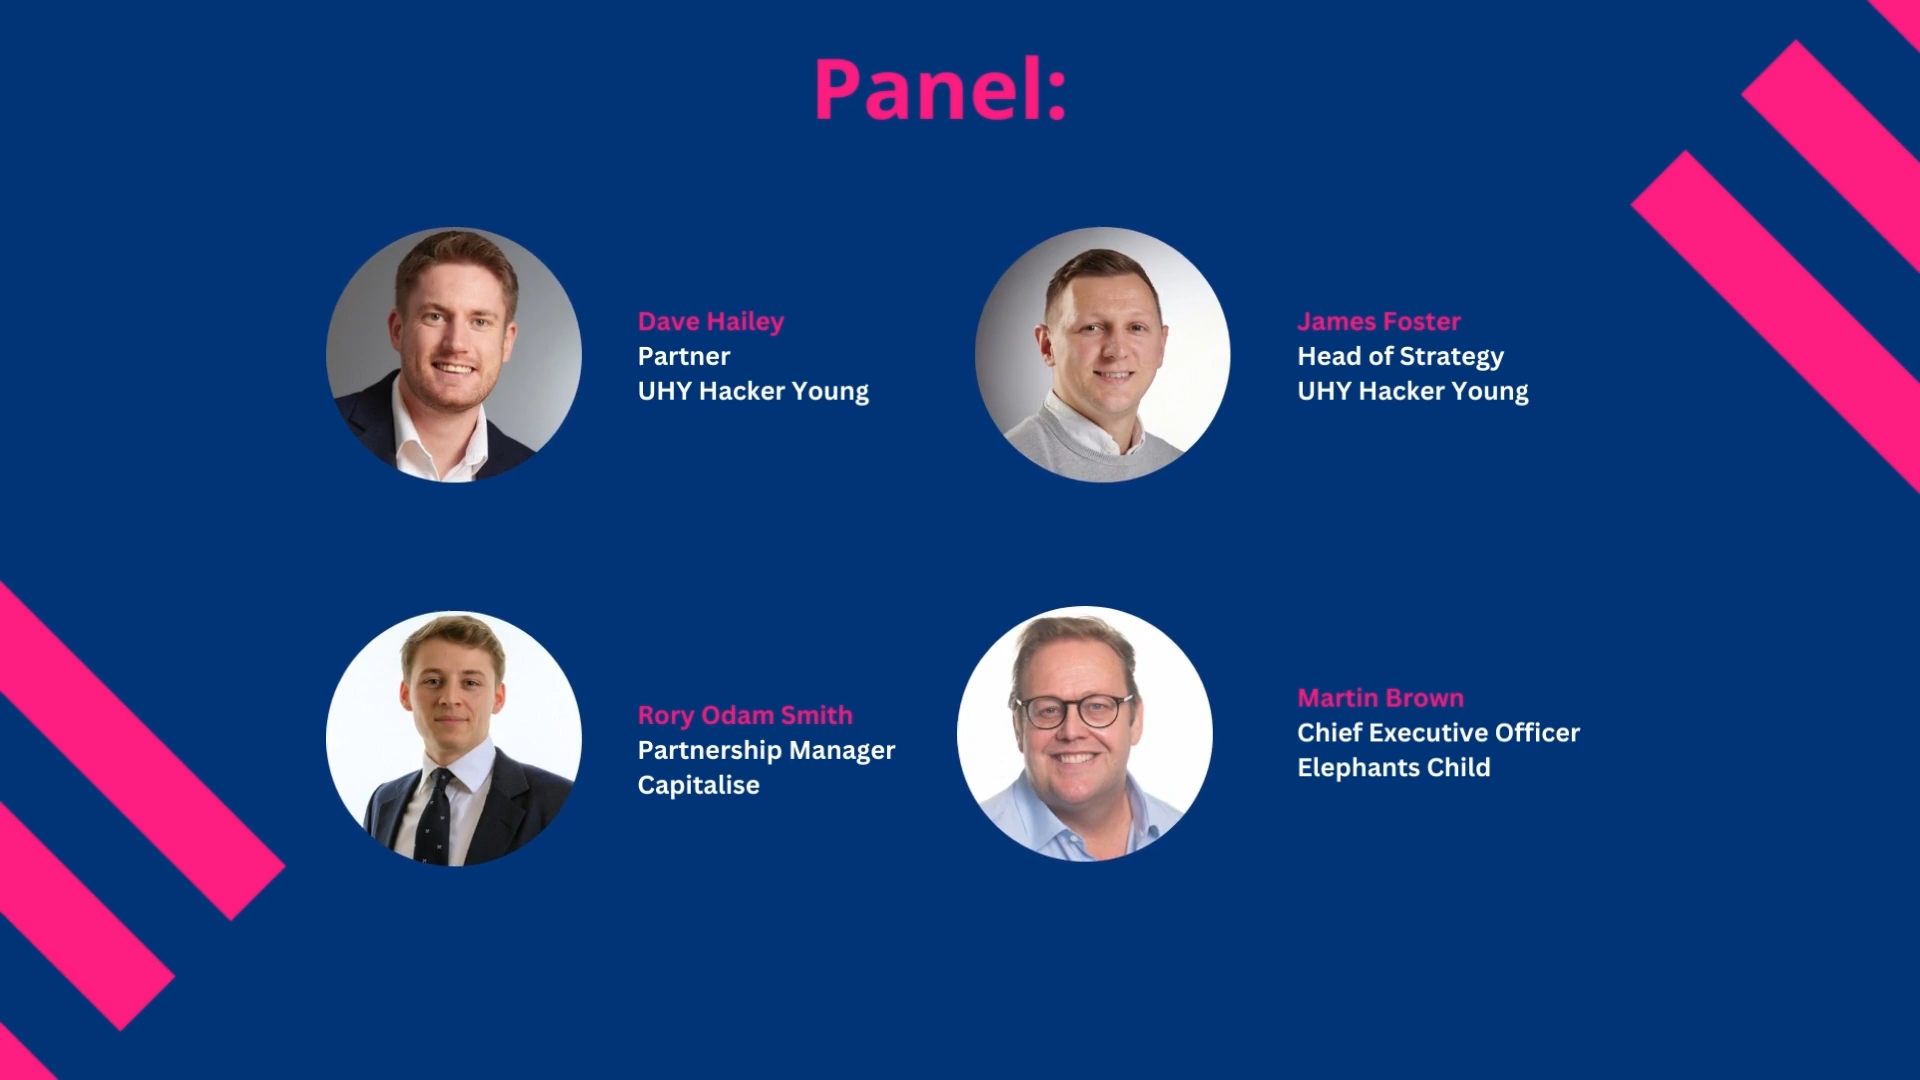 Panel:
Dave Hailey
Partner
UHY Hacker Young
James Foster
Head of Strategy
UHY Hacker Young
Rory Odam Smith
Partnership Manager
Capitalise
Martin Brown
Chief Executive Officer
Elephants Child